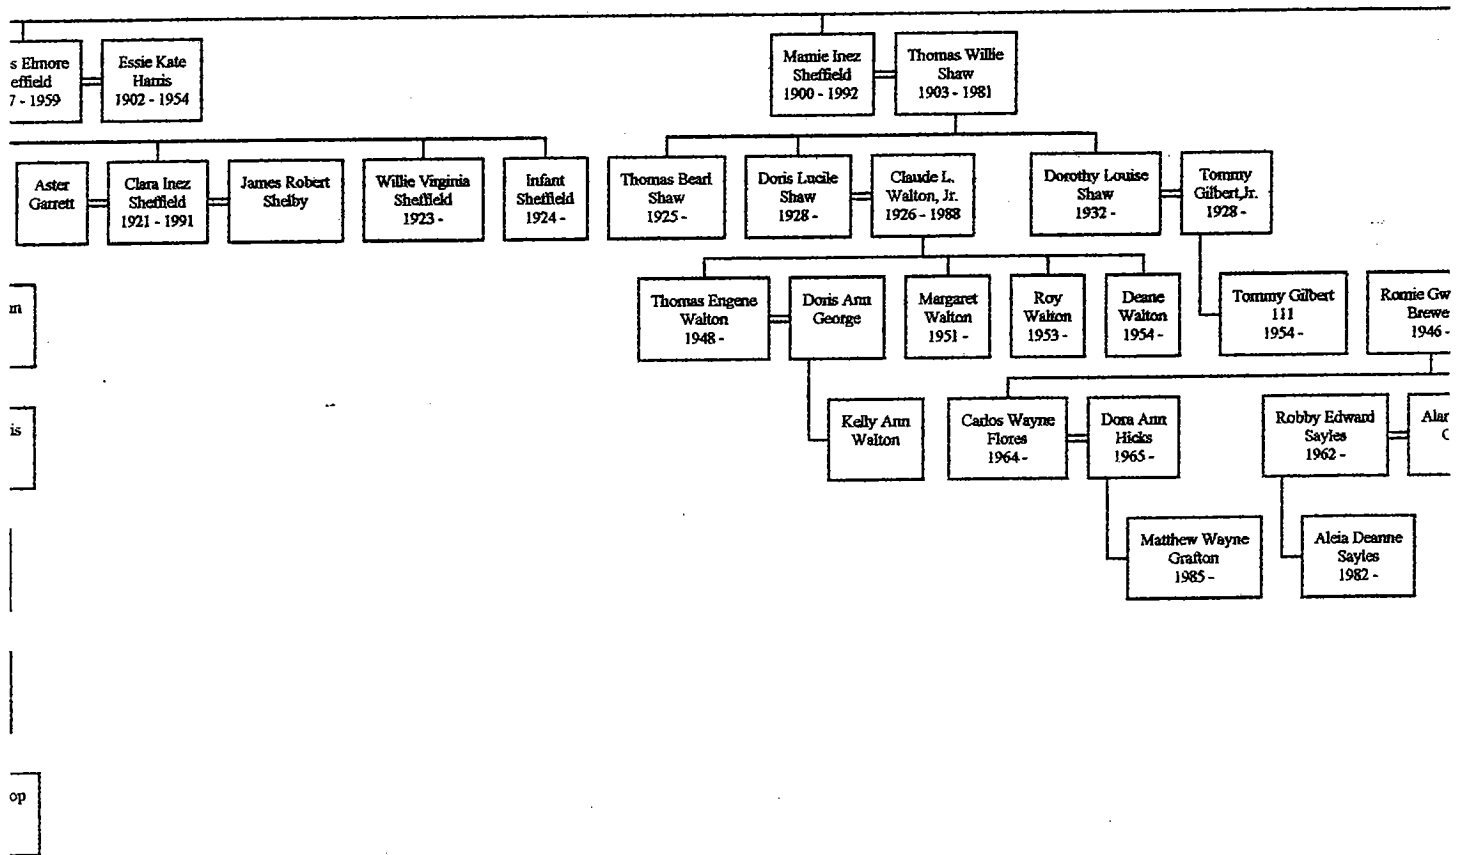 s Elmore
effield
7 - 1959
Essie Kate
Harris
1902 - 1954
Mamie Inez
Sheffield
1900 - 1992
Thomas Willie
Shaw
1903 - 1981
Aster
Garrett
Clara Inez
Sheffield
1921 - 1991
James Robert
Shelby
Willie Virginia
Sheffield
1923 -
Infant
Sheffield
1924 -
Thomas Beard
Shaw
1925 -
Doris Lucile
Shaw
1928 -
Claude L.
Walton, Jr.
1926 - 1988
Dorothy Louise
Shaw
1932 -
Tommy
Gilbert,Jr.
1928 -
m
Thomas Engene
Walton
1948 -
Doris Ann
George
Margaret
Walton
1951 -
Roy
Walton
1953 -
Deane
Walton
1954 -
Tommy Gilbert
111
1954 -
Romie Gw
Brewe
1946 -
is
Kelly Ann
Walton
Carlos Wayne
Flores
1964 -
Dora Ann
Hicks
1965 -
Robby Edward
Sayles
1962 -
Alar
C
Matthew Wayne
Grafton
1985 -
Aleia Deanne
Sayles
1982 -
op